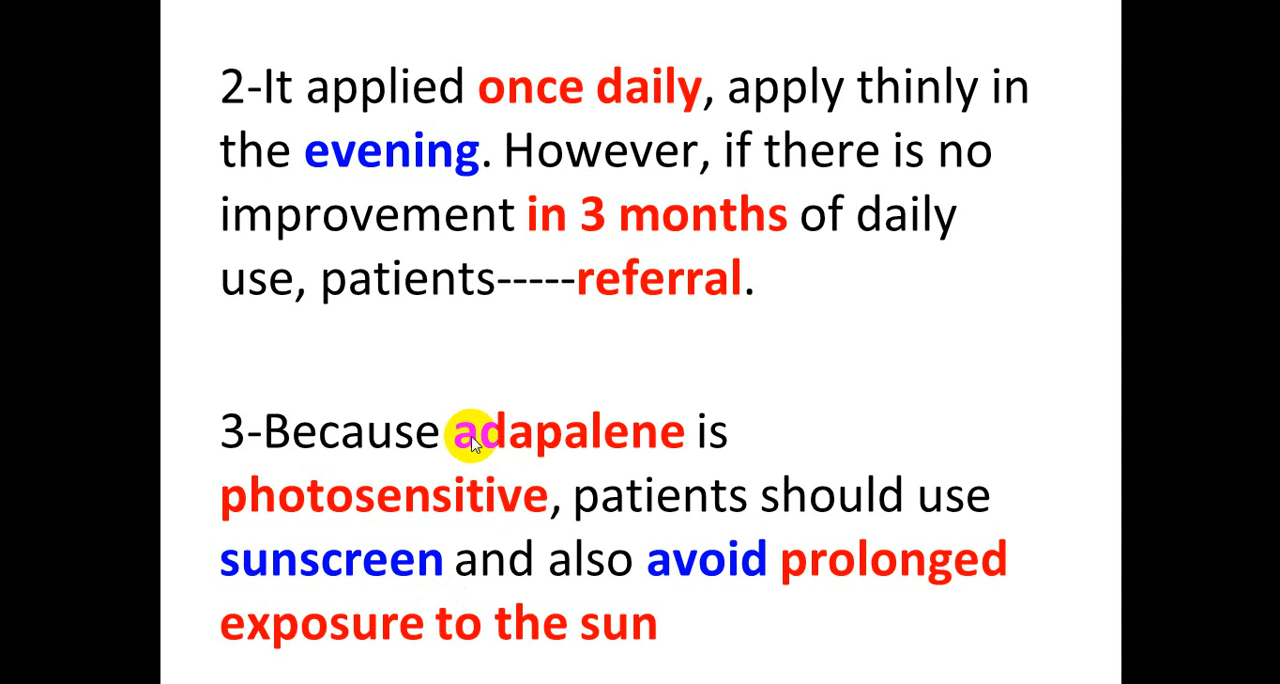 2-It applied once daily, apply thinly in
the evening. However, if there is no
improvement in 3 months of daily
use, patients-----referral.
3-Because adapalene is
photosensitive, patients should use
sunscreen and also avoid prolonged
exposure to the sun